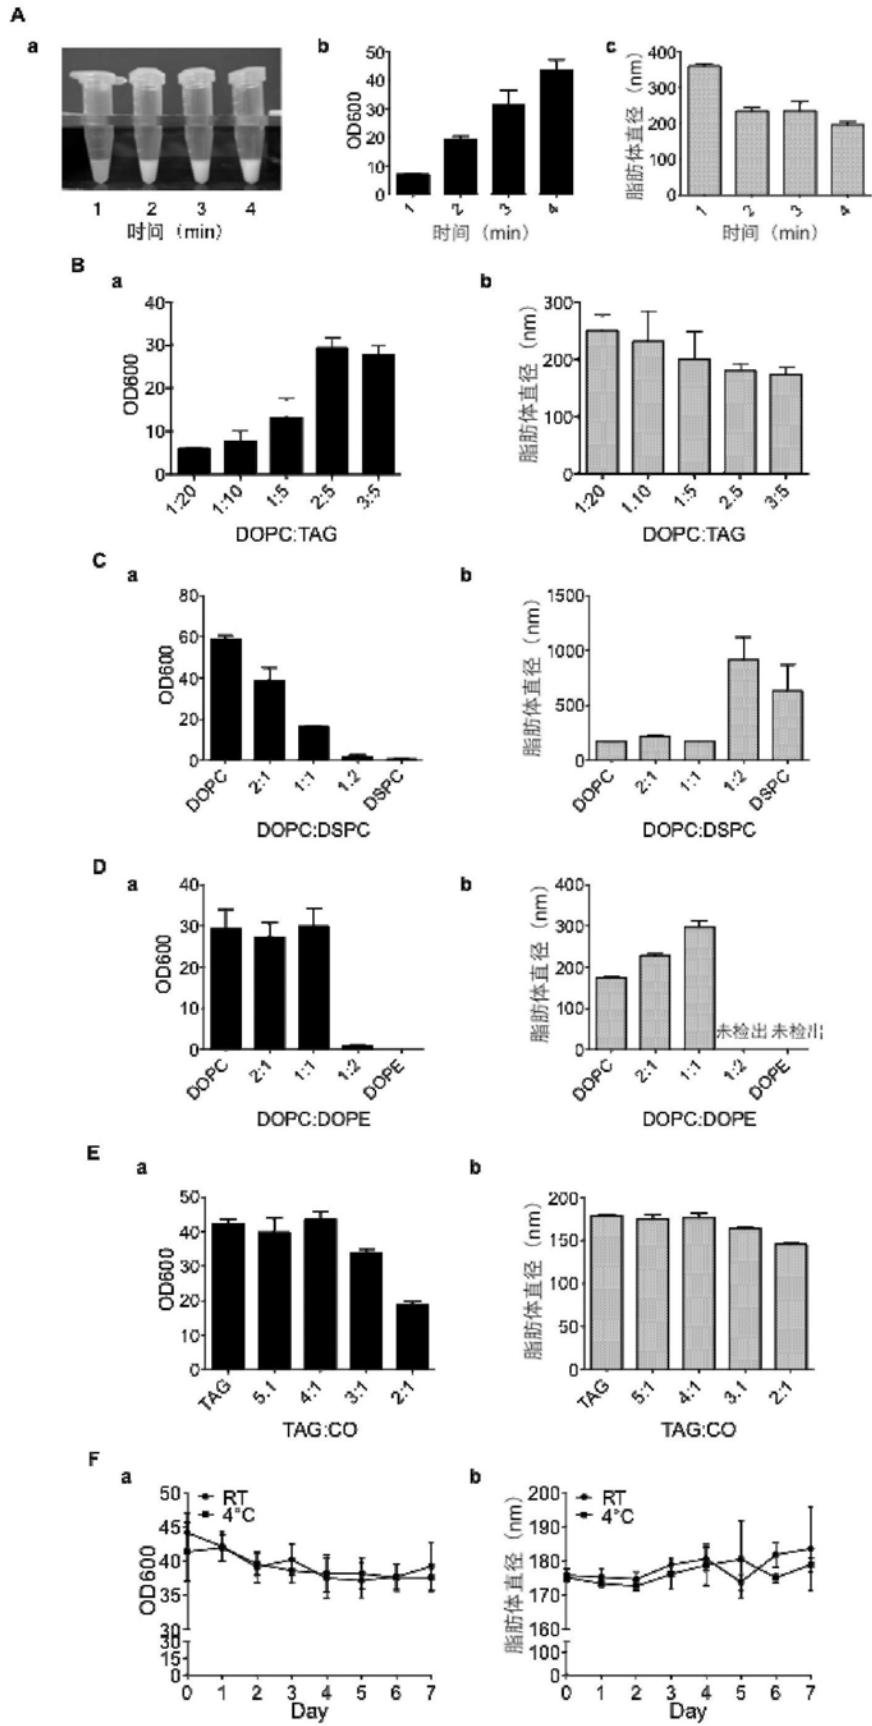 A
a
b
c
1 2 3 4
时间（min）
OD600
50
40
30
20
10
0
1 2 3 4
时间（min）
脂肪体直径（nm）
400
300
200
100
0
1 2 3 4
时间（min）
B
a
b
OD600
40
30
20
10
0
1:20 1:10 1:5 2:5 3:5
DOPC:TAG
脂肪体直径（nm）
300
200
100
0
1:20 1:10 1:5 2:5 3:5
DOPC:TAG
C
a
b
OD600
80
60
40
20
0
DOPC 2:1 1:1 1:2 DSPC
DOPC:DSPC
脂肪体直径（nm）
1500
1000
500
0
DOPC 2:1 1:1 1:2 DSPC
DOPC:DSPC
D
a
b
OD600
40
30
20
10
0
DOPC 2:1 1:1 1:2 DOPE
DOPC:DOPE
脂肪体直径（nm）
400
300
200
100
0
未检出 未检出
DOPC 2:1 1:1 1:2 DOPE
DOPC:DOPE
E
a
b
OD600
50
40
30
20
10
0
TAG 5:1 4:1 3:1 2:1
TAG:CO
脂肪体直径（nm）
200
150
100
50
0
TAG 5:1 4:1 3:1 2:1
TAG:CO
F
a
b
RT
4°C
OD600
50
45
40
35
30
30
15
0
0 1 2 3 4 5 6 7
Day
RT
4°C
脂肪体直径（nm）
200
190
180
170
160
100
0
0 1 2 3 4 5 6 7
Day